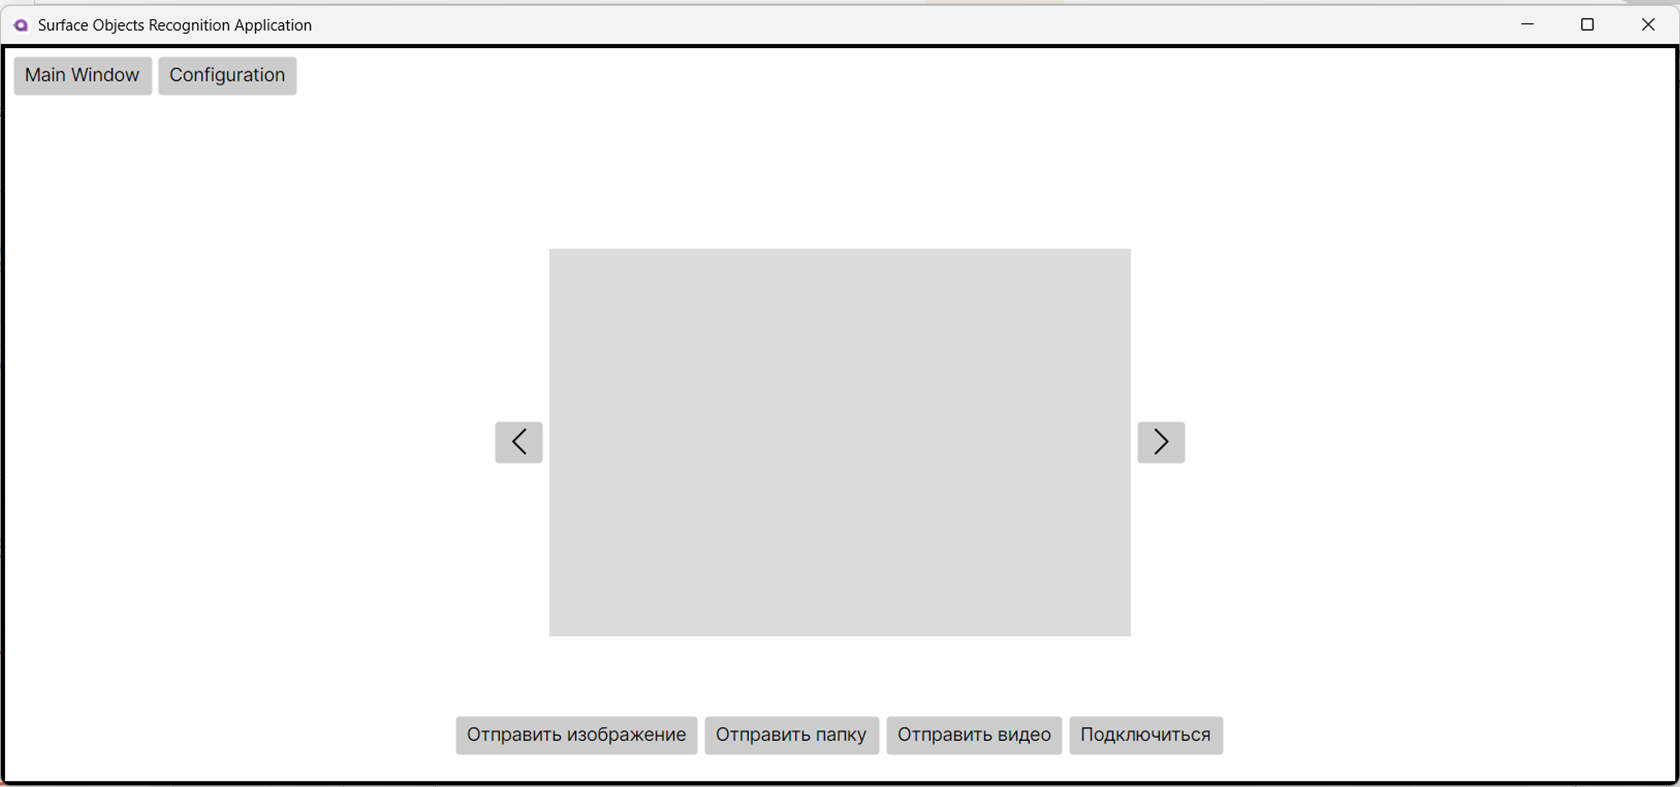 Surface Objects Recognition Application
Main Window Configuration
Отправить изображение Отправить папку Отправить видео Подключиться